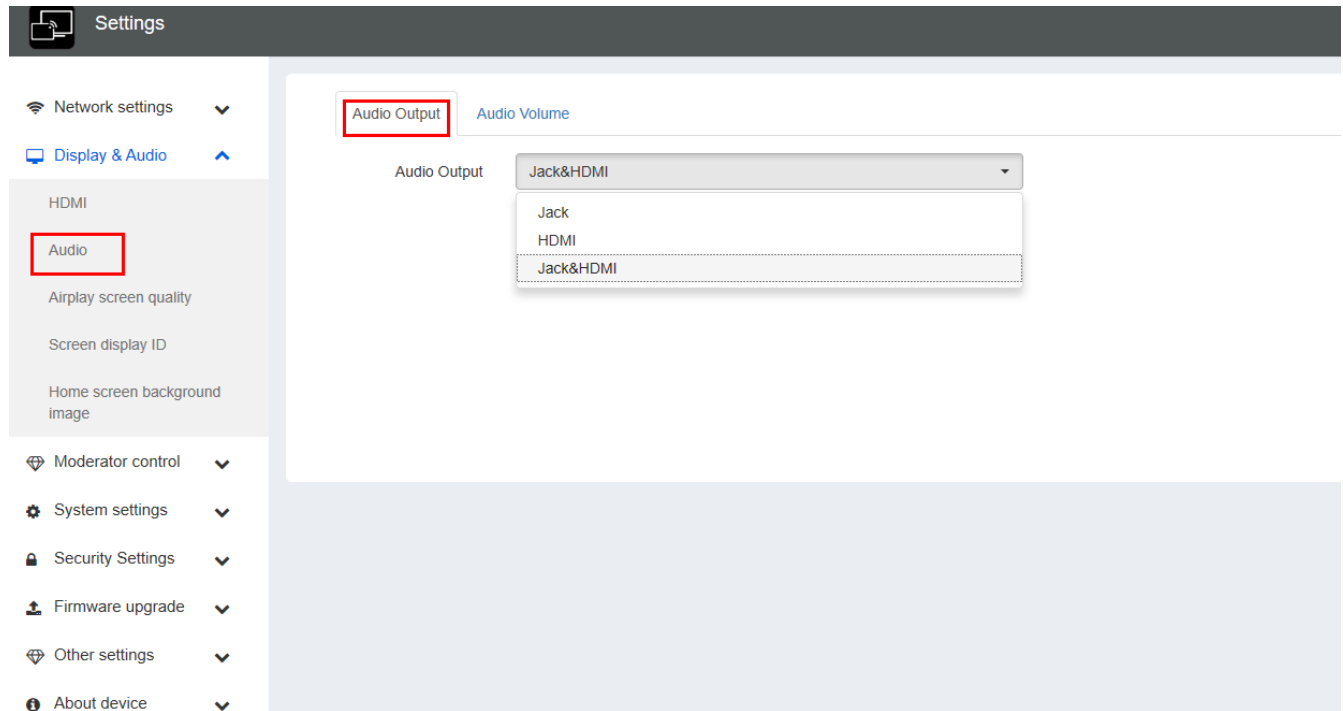 Settings
Network settings
Display & Audio
HDMI
Audio
Airplay screen quality
Screen display ID
Home screen background
image
Moderator control
System settings
Security Settings
Firmware upgrade
Other settings
About device
Audio Output
Audio Volume
Audio Output
Jack&HDMI
Jack
HDMI
Jack&HDMI